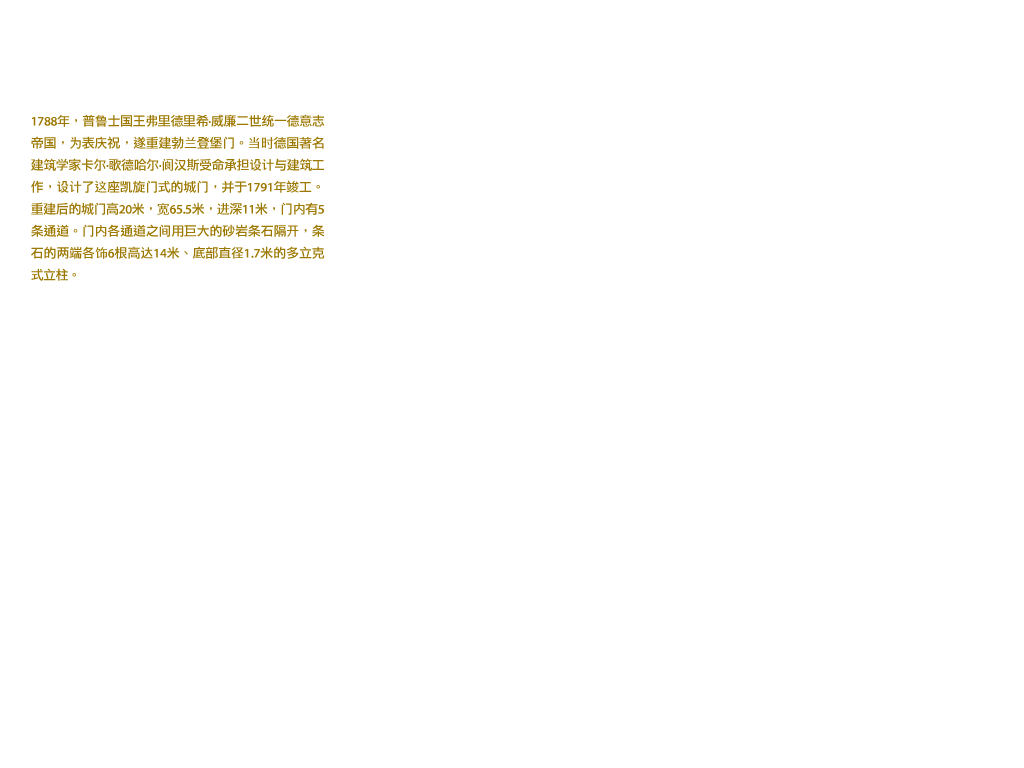 1788年，普鲁士国王弗里德里希·威廉二世统一德意志
帝国，为表庆祝，遂重建勃兰登堡门。当时德国著名
建筑学家卡尔·歌德哈尔·阆汉斯受命承担设计与建筑工
作，设计了这座凯旋门式的城门，并于1791年竣工。
重建后的城门高20米，宽65.5米，进深11米，门内有5
条通道。门内各通道之间用巨大的砂岩条石隔开，条
石的两端各饰6根高达14米、底部直径1.7米的多立克
式立柱。